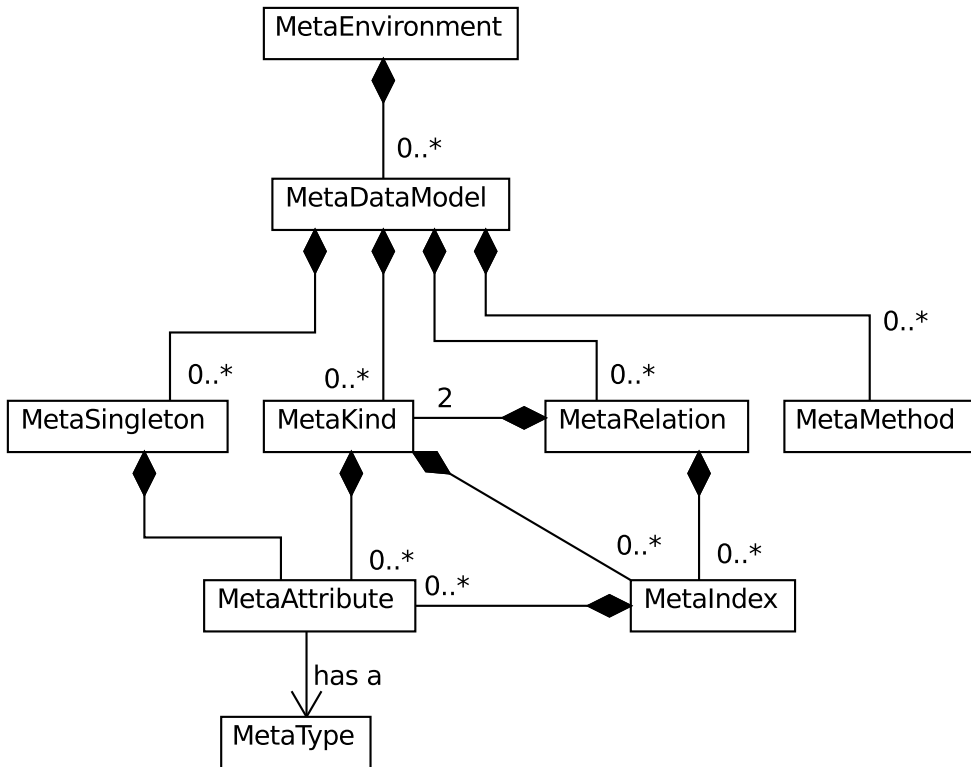 MetaEnvironment
0..*
MetaDataModel
0..*
0..*
0..*
0..*
2
MetaSingleton
MetaKind
MetaRelation
MetaMethod
0..*
0..*
0..*
0..*
MetaAttribute
MetaIndex
has a
MetaType